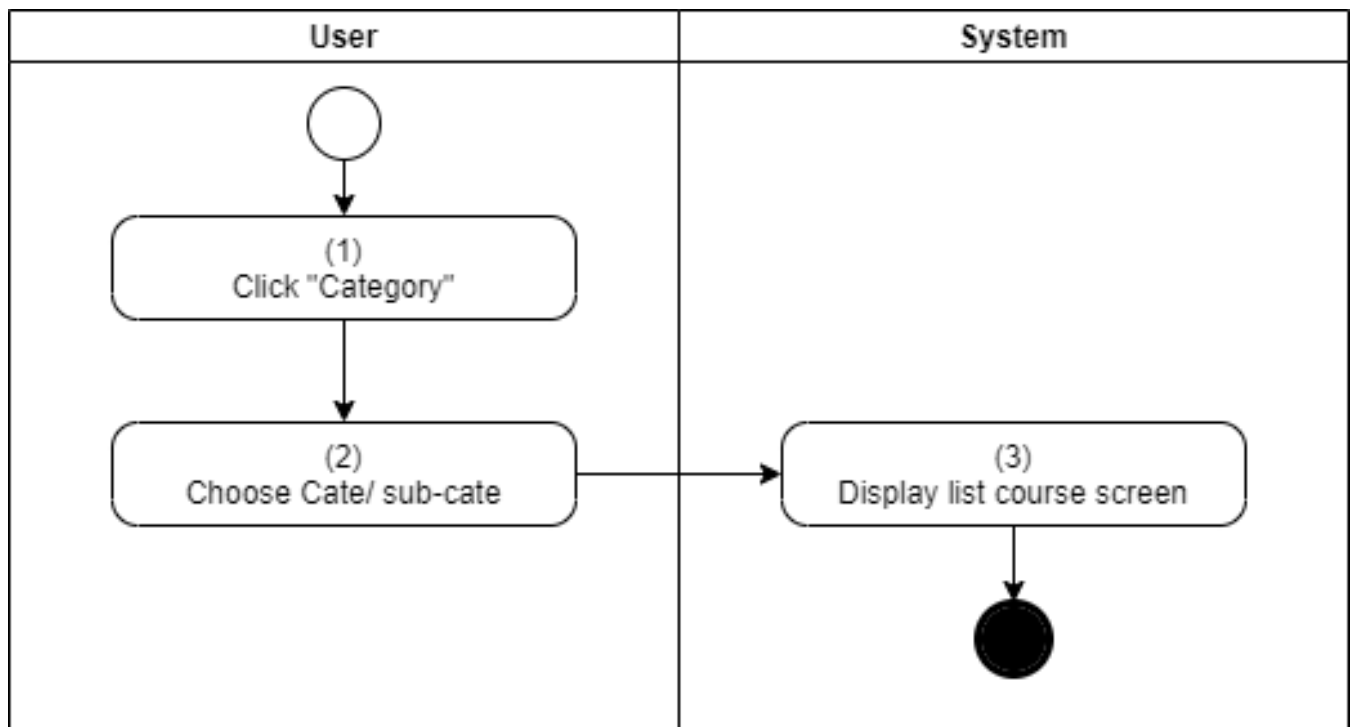 User
System
(1)
Click "Category"
(2)
Choose Cate/ sub-cate
(3)
Display list course screen